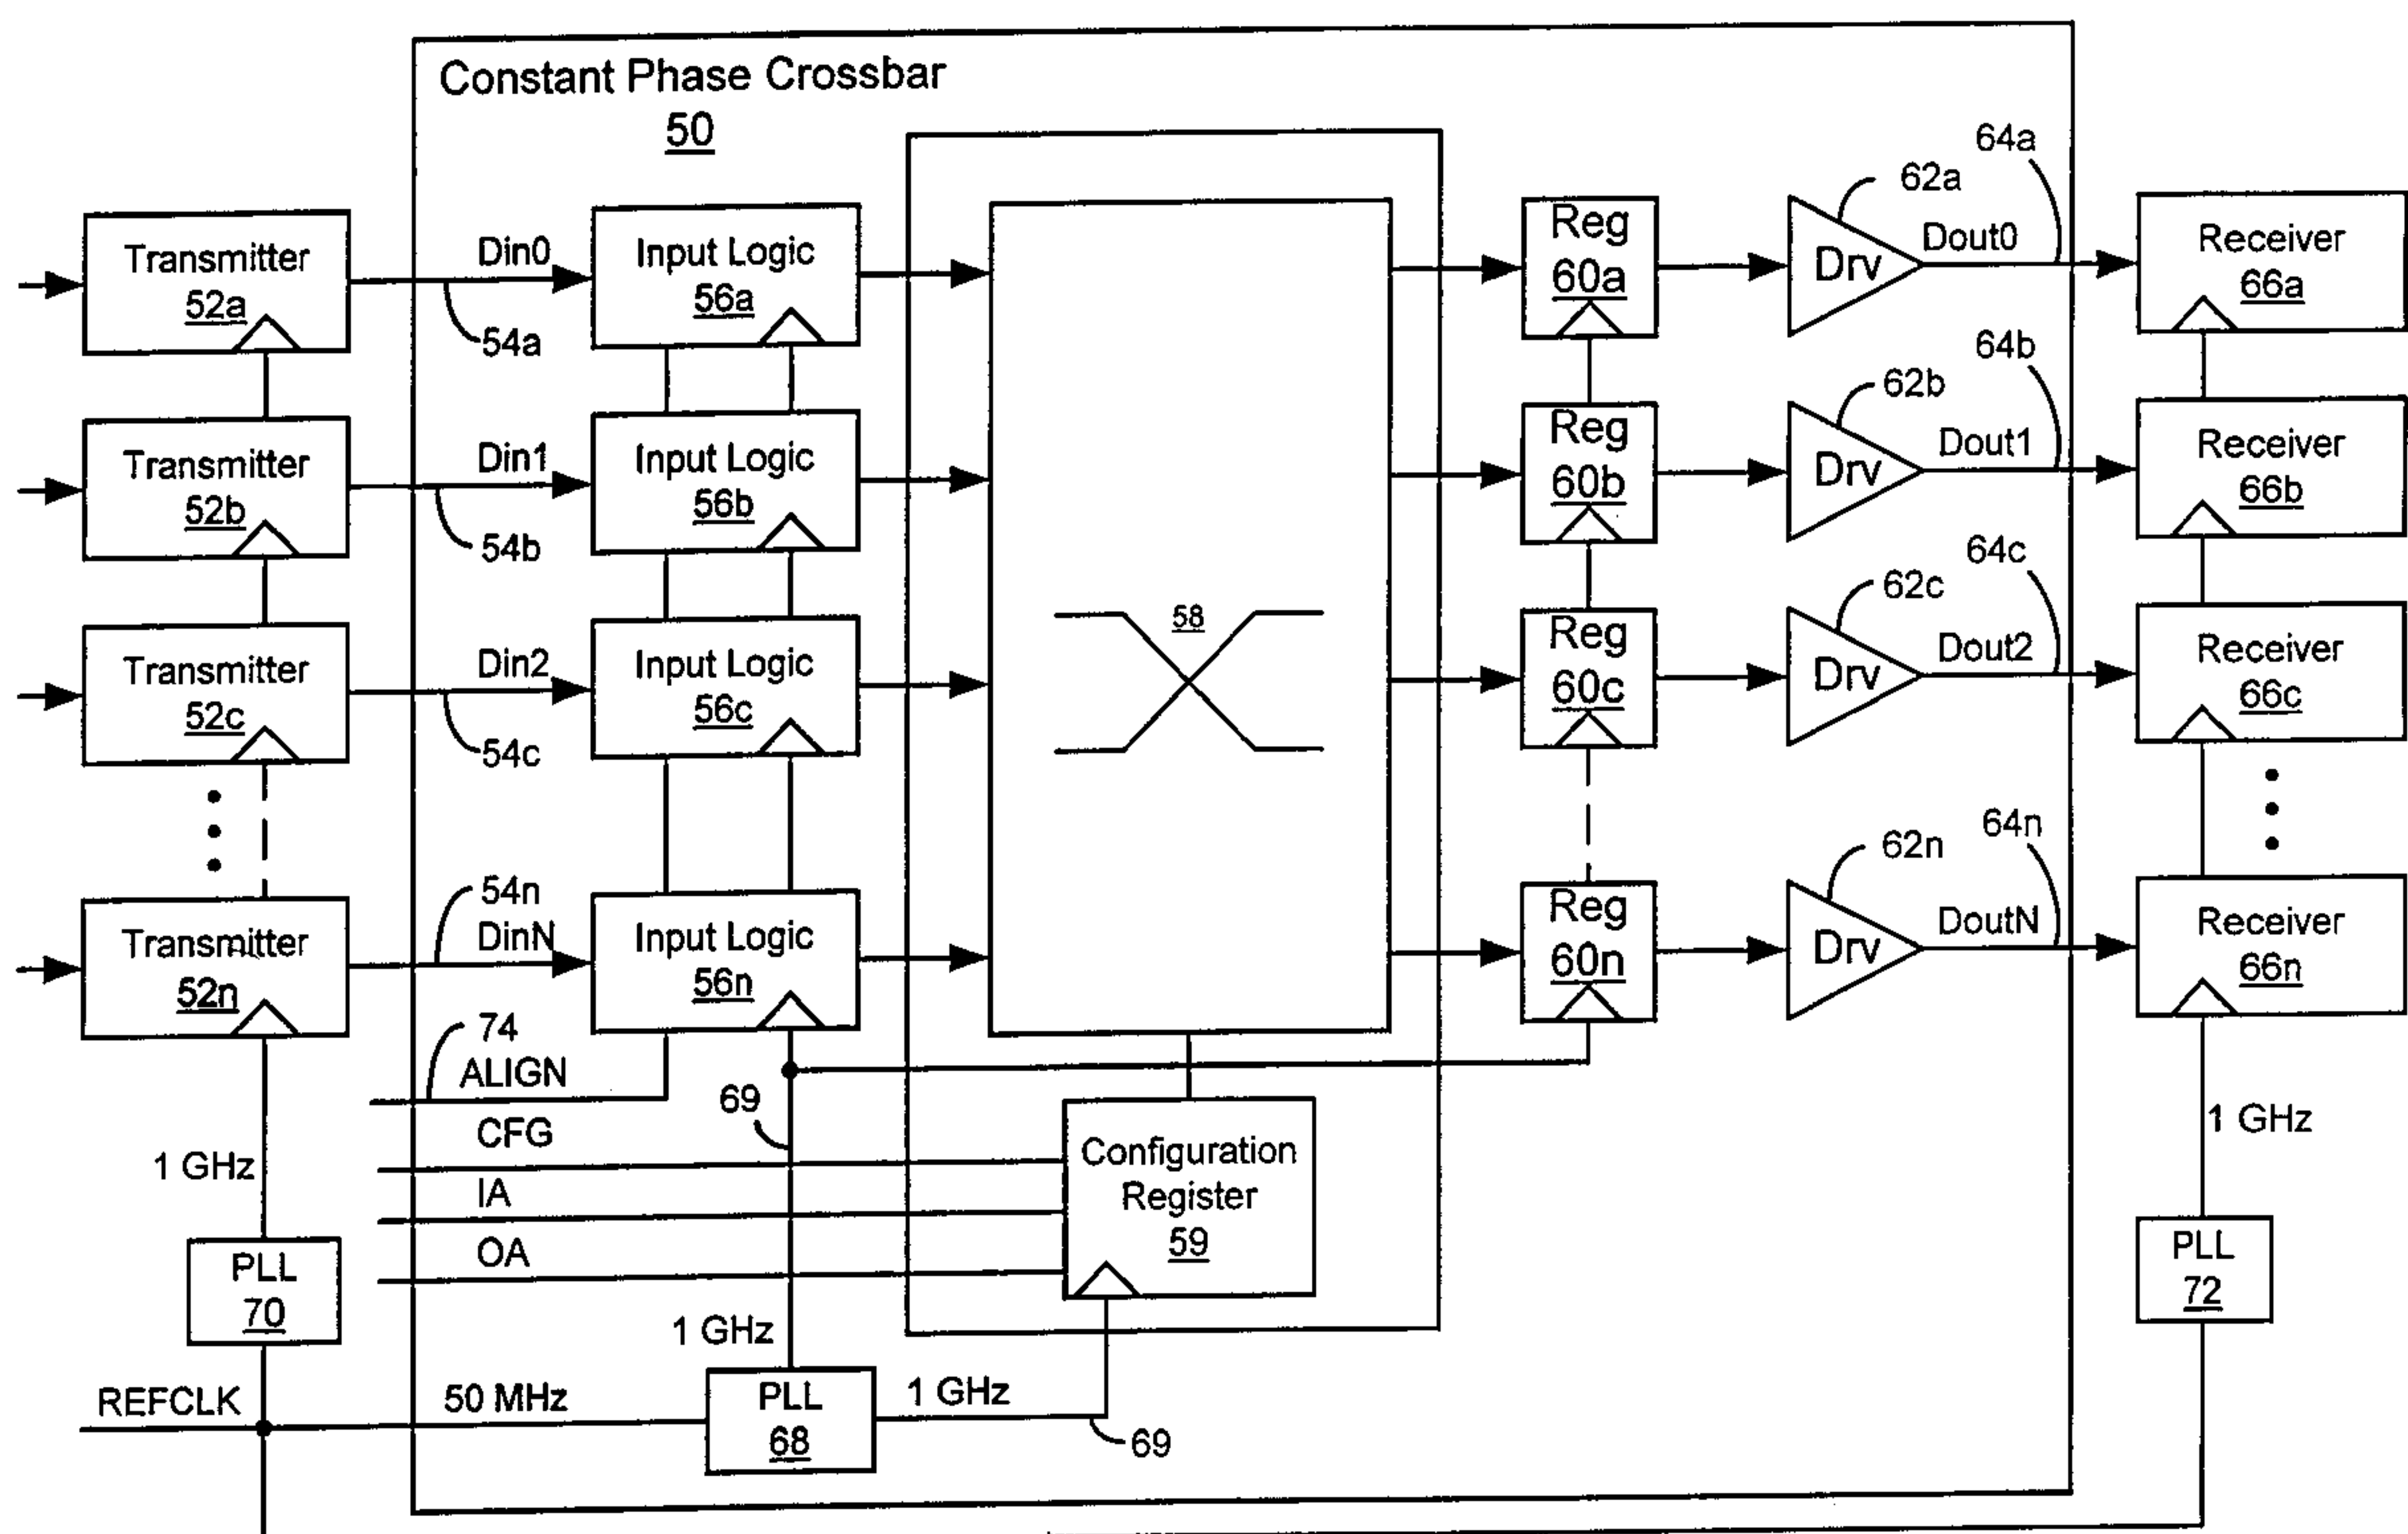 Constant Phase Crossbar
50
Transmitter
52a
Din0
54a
Input Logic
56a
Reg
60a
62a
Drv
Dout0
64a
Receiver
66a
Transmitter
52b
Din1
54b
Input Logic
56b
Reg
60b
62b
Drv
Dout1
64b
Receiver
66b
Transmitter
52c
Din2
54c
Input Logic
56c
58
Reg
60c
62c
Drv
Dout2
64c
Receiver
66c
Transmitter
52n
54n
DinN
Input Logic
56n
Reg
60n
62n
Drv
DoutN
64n
Receiver
66n
74
ALIGN
CFG
IA
OA
69
Configuration
Register
59
1 GHz
PLL
70
1 GHz
PLL
72
REFCLK
50 MHz
1 GHz
PLL
68
1 GHz
69